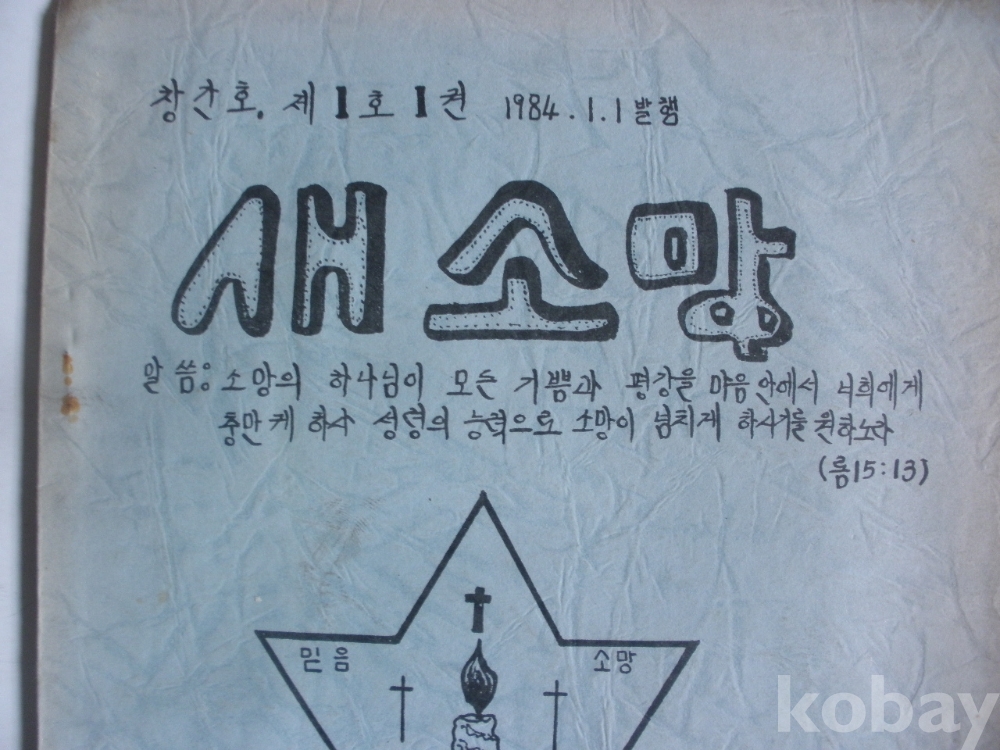 창간호. 제 1 호 1 권 1984.1.1 발행
새소망
말씀: 소망의 하나님이 모든 기쁨과 평강을 마음안에서 너희에게
충만케 하사 성령의 능력으로 소망이 넘치게 하시기를 원하노라
(롬15:13)
믿음 소망
kobay